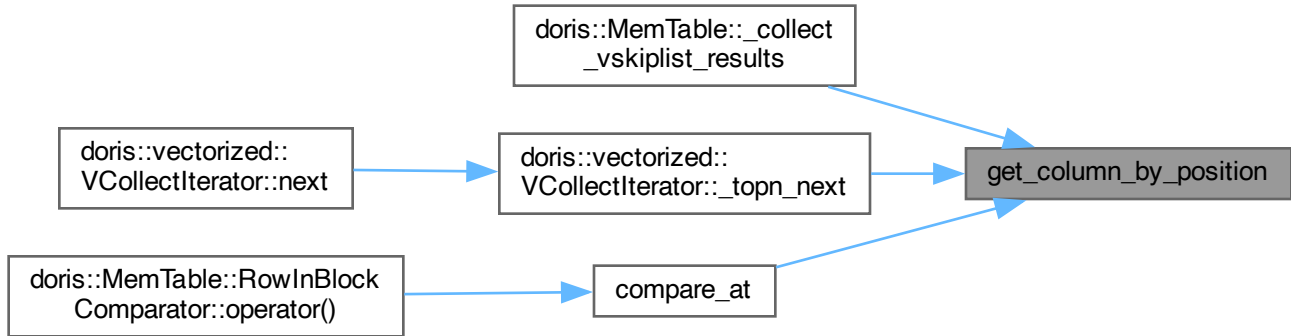 doris::MemTable::_collect
_vskiplist_results
doris::vectorized::
VCollectIterator::next
doris::vectorized::
VCollectIterator::_topn_next
get_column_by_position
doris::MemTable::RowInBlock
Comparator::operator()
compare_at